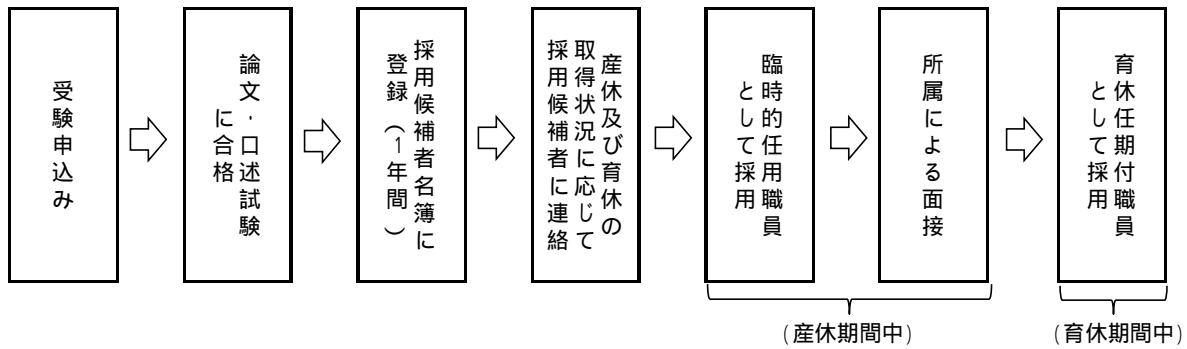 受験申込み
論文・口述試験
に合格
採用候補者名簿に
登録（１年間）
産休及び育休の
取得状況に応じて
採用候補者に連絡
臨時的任用職員
として採用
所属による面接
育休任期付職員
として採用
(産休期間中)
(育休期間中)